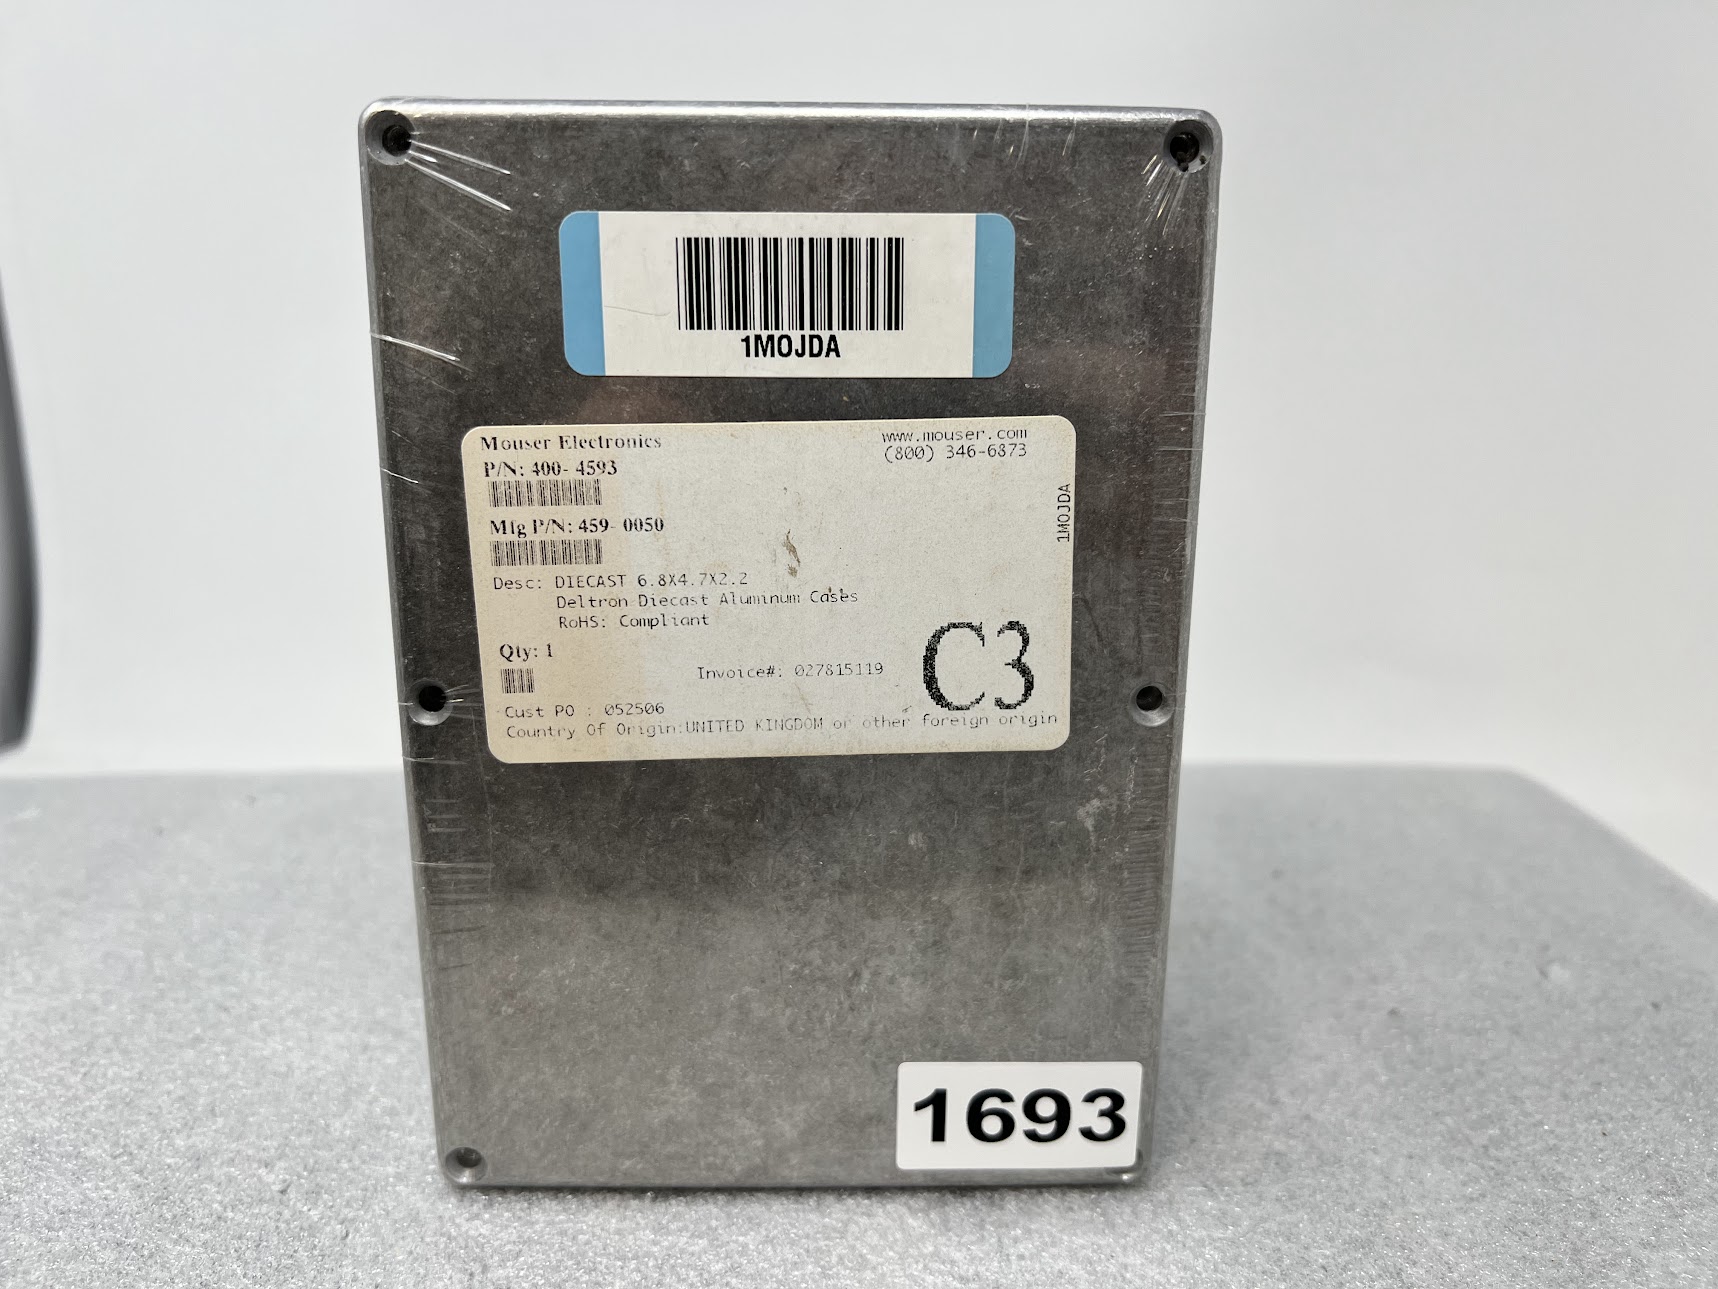 1MOJDA
Mouser Electronics
www.mouser.com
P/N: 400- 4593
(800) 346-6873
Mfg P/N: 459- 0050
1MOJDA
Desc: DIECAST 6.8X4.7X2.2
Deltron Diecast Aluminum Cases
RoHS: Compliant
Qty: 1
Invoice#: 027815119
C3
Cust PO : 052506
Country Of Origin:UNITED KINGDOM or other foreign origin
1693